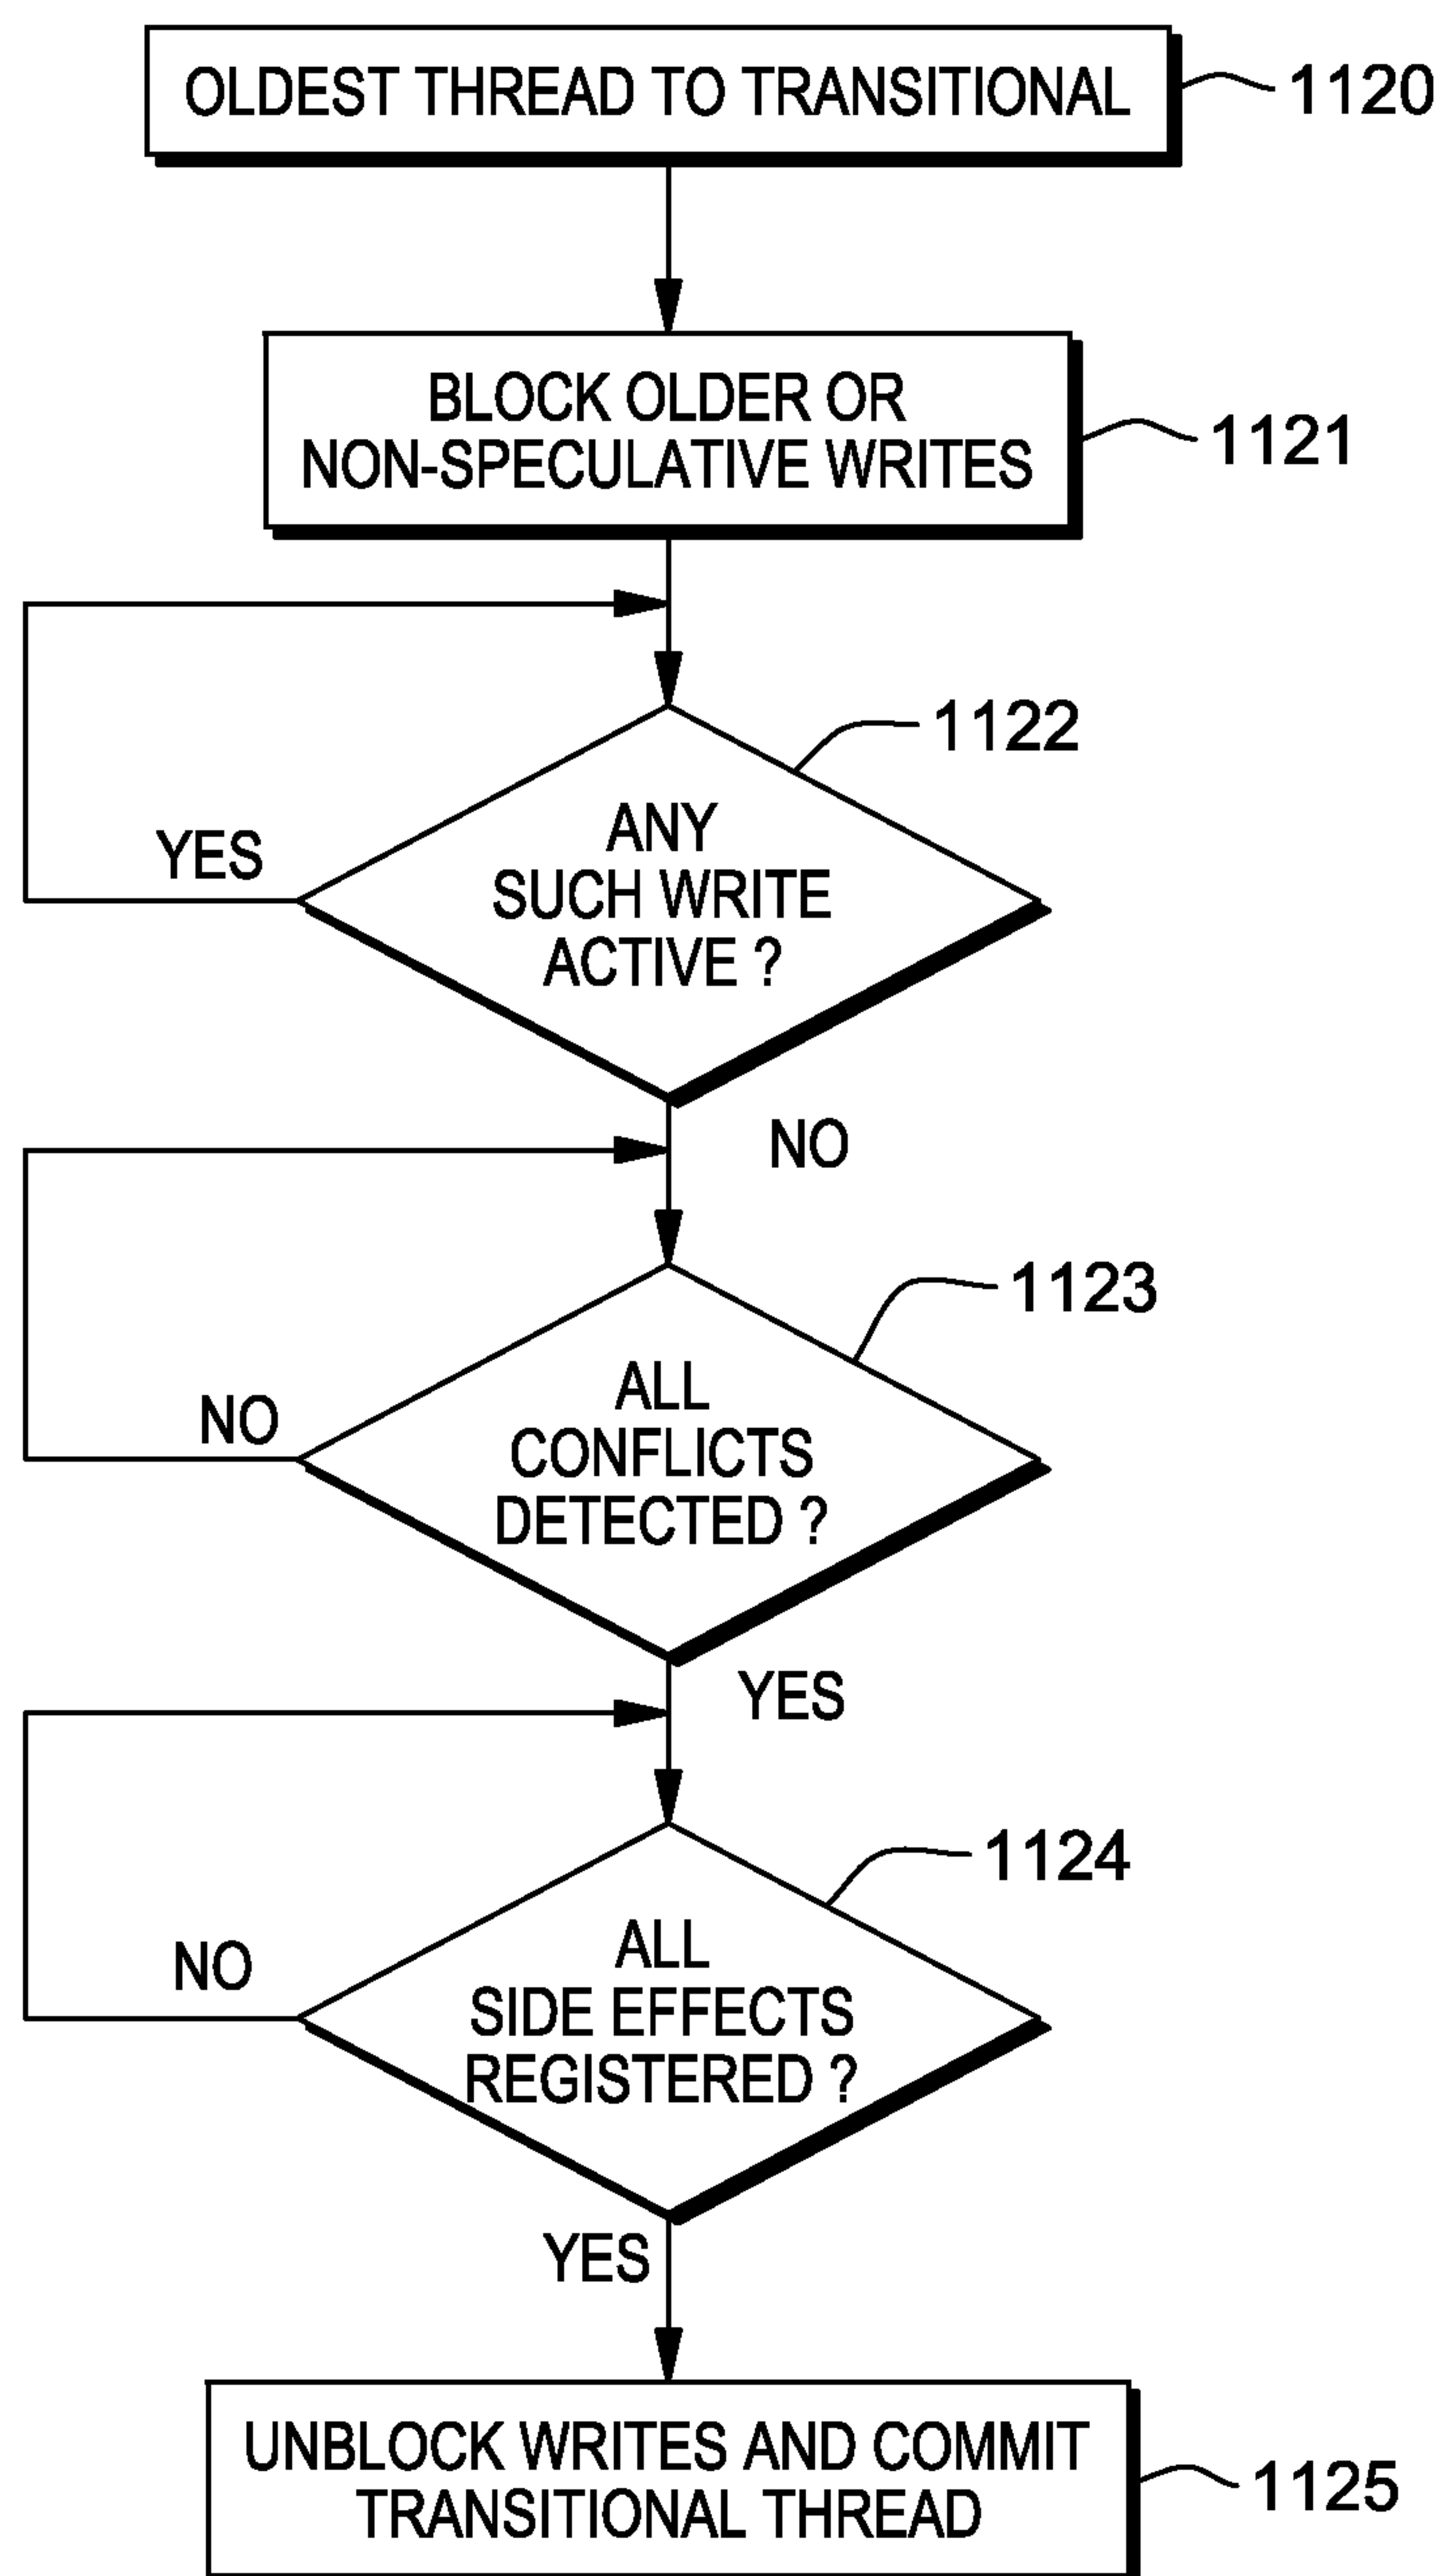 OLDEST THREAD TO TRANSITIONAL
1120
BLOCK OLDER OR
NON-SPECULATIVE WRITES
1121
1122
ANY
SUCH WRITE
ACTIVE ?
YES
NO
1123
ALL
CONFLICTS
DETECTED ?
NO
YES
1124
ALL
SIDE EFFECTS
REGISTERED ?
NO
YES
UNBLOCK WRITES AND COMMIT
TRANSITIONAL THREAD
1125